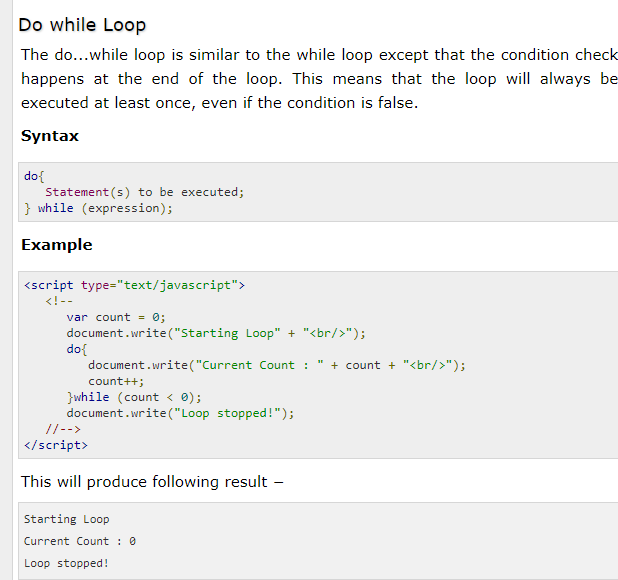 Do while Loop
The do...while loop is similar to the while loop except that the condition check
happens at the end of the loop. This means that the loop will always be
executed at least once, even if the condition is false.
Syntax
do{
   Statement(s) to be executed;
} while (expression);
Example
<script type="text/javascript">
   <!--
      var count = 0;
      document.write("Starting Loop" + "<br/>");
      do{
         document.write("Current Count : " + count + "<br/>");
         count++;
      }while (count < 0);
      document.write("Loop stopped!");
   //-->
</script>
This will produce following result −
Starting Loop
Current Count : 0
Loop stopped!